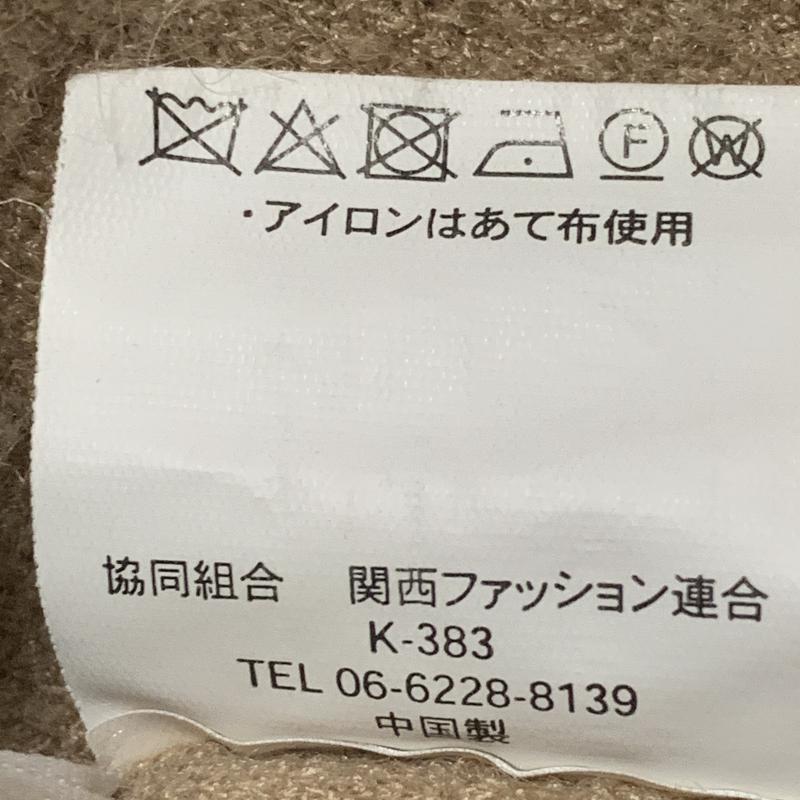 F W
・アイロンはあて布使用
協同組合 関西ファッション連合
K-383
TEL 06-6228-8139
中国製